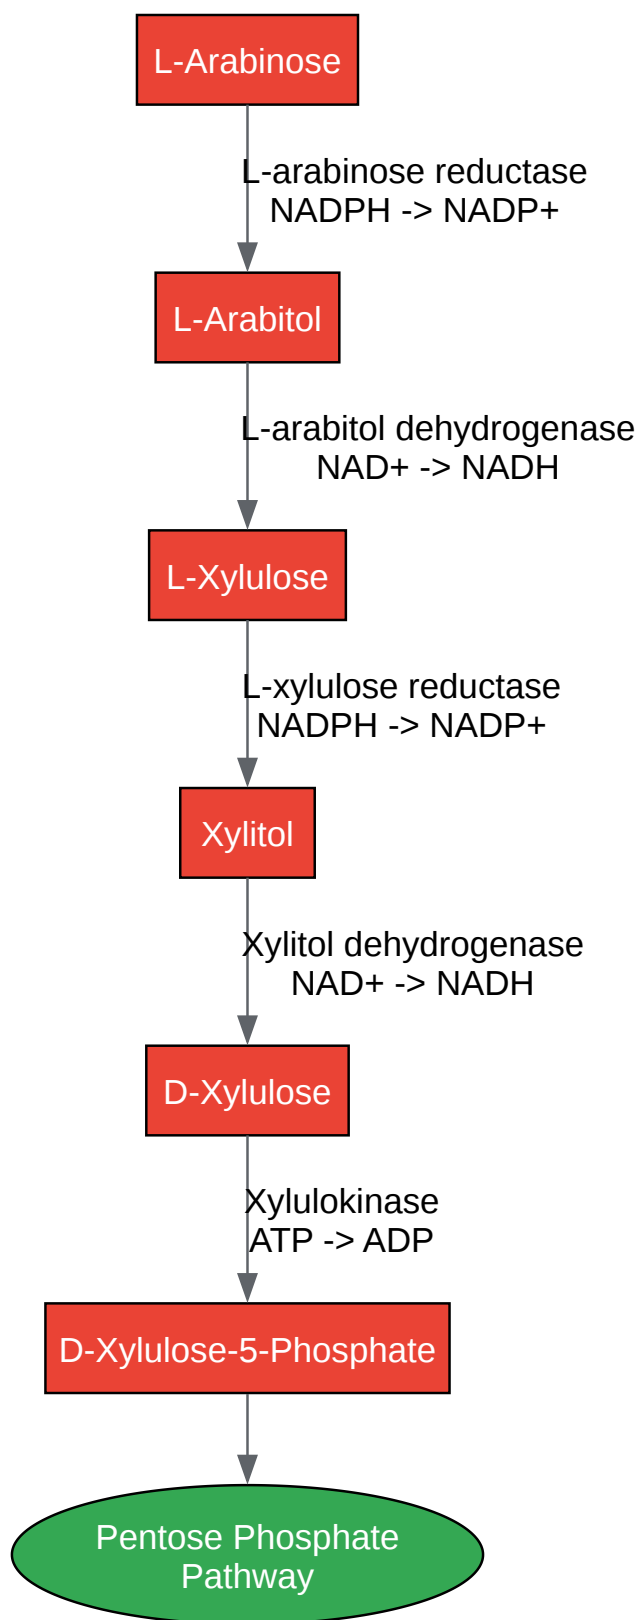 L-Arabinose
L-arabinose reductase
NADPH -> NADP+
L-Arabitol
L-arabitol dehydrogenase
NAD+ -> NADH
L-Xylulose
L-xylulose reductase
NADPH -> NADP+
Xylitol
Xylitol dehydrogenase
NAD+ -> NADH
D-Xylulose
Xylulokinase
ATP -> ADP
D-Xylulose-5-Phosphate
Pentose Phosphate
Pathway